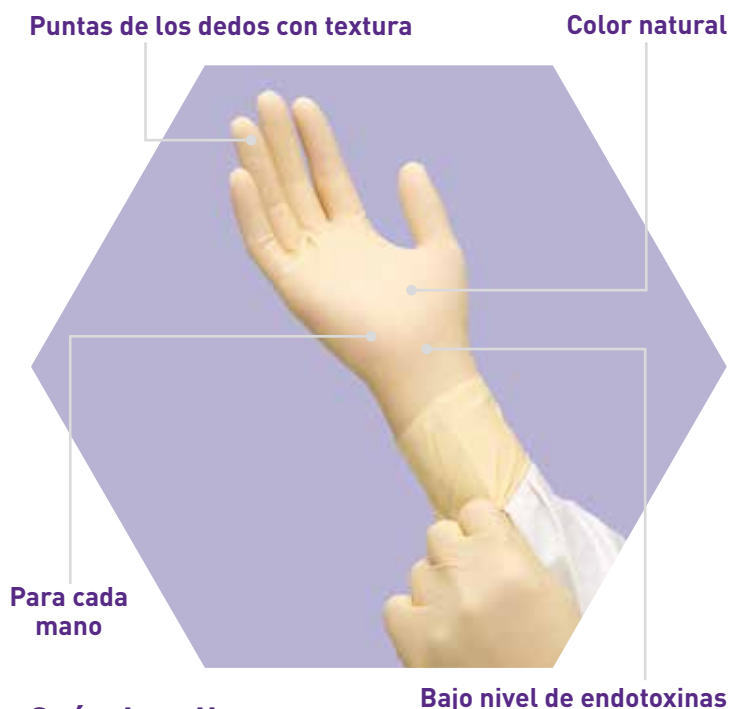 Puntas de los dedos con textura
Color natural
Para cada
mano
Bajo nivel de endotoxinas